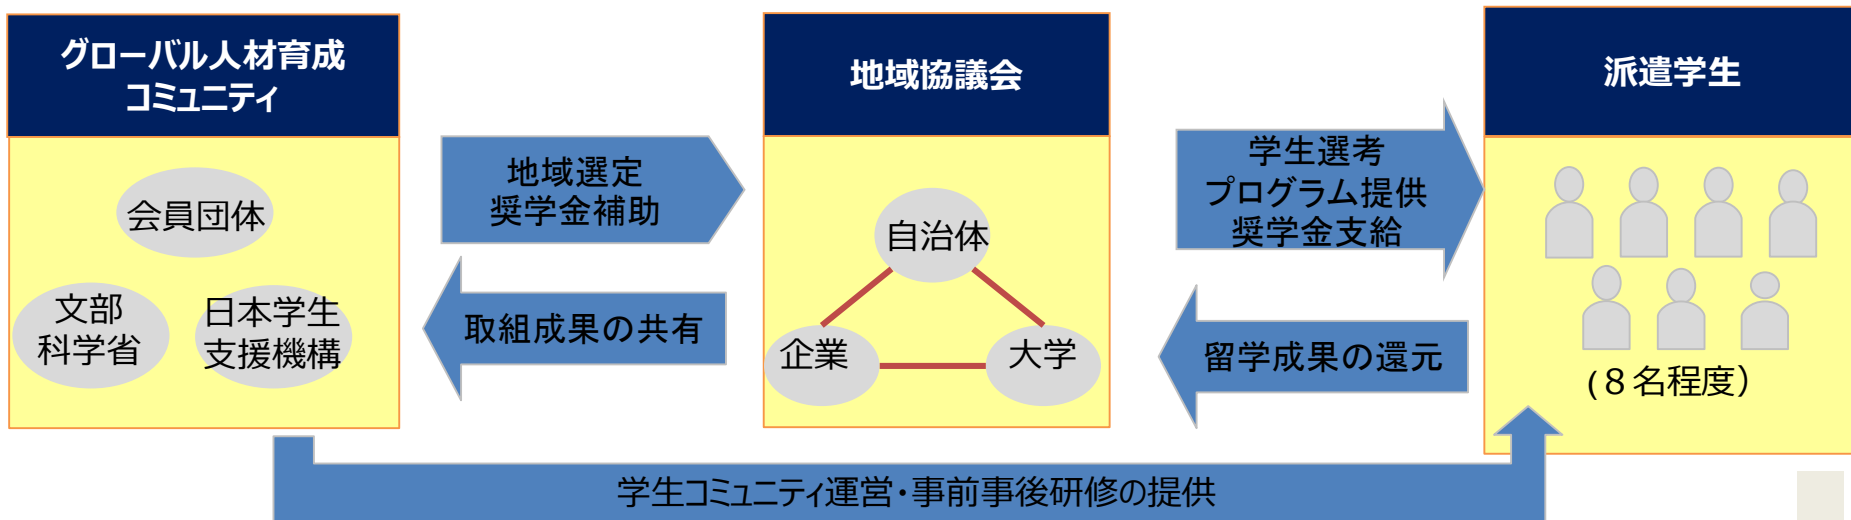 グローバル人材育成
コミュニティ
会員団体
文部
科学省
日本学生
支援機構
地域選定
奨学金補助
取組成果の共有
地域協議会
自治体
企業
大学
学生選考
プログラム提供
奨学金支給
留学成果の還元
派遣学生
(８名程度）
学生コミュニティ運営・事前事後研修の提供